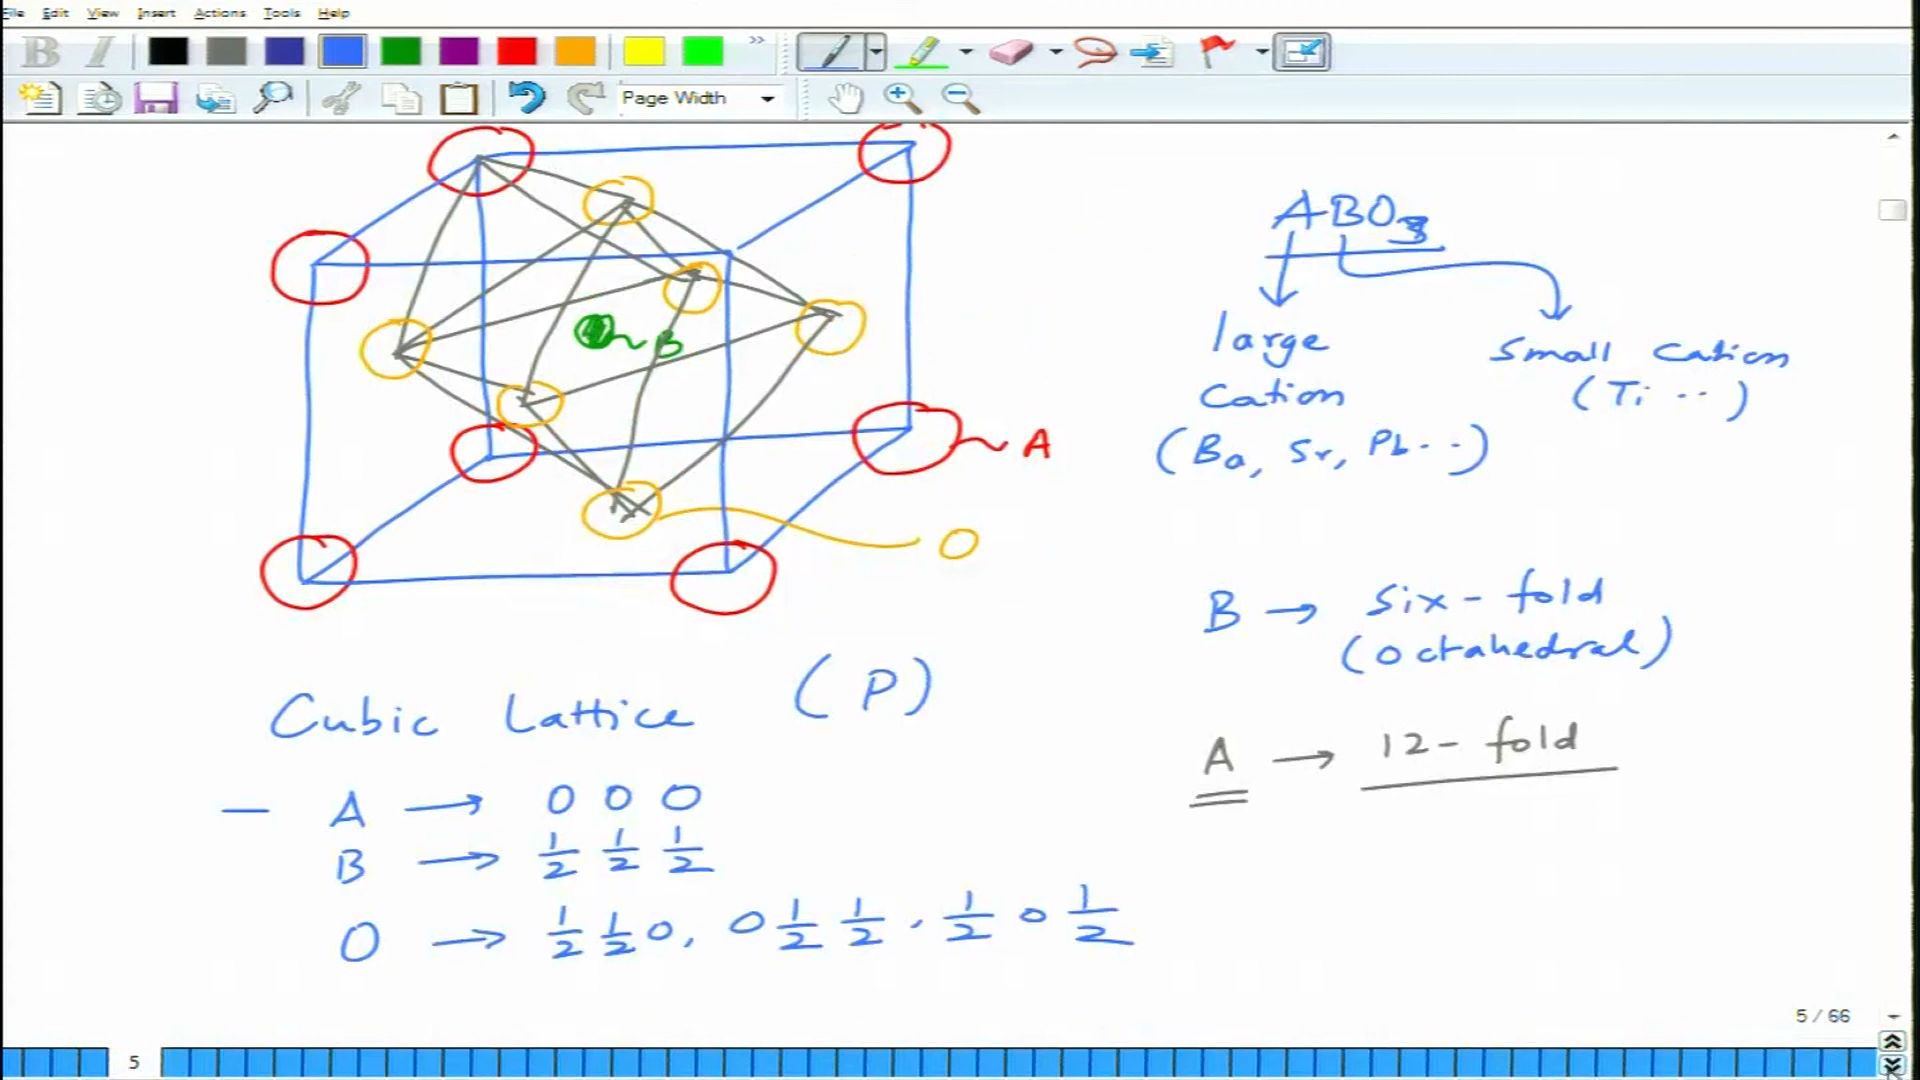 File Edit View Insert Actions Tools Help
B I
Page Width
ABO3
large
Cation
(Ba, Sr, Pb...)
Small Cation
(Ti ...)
B
A
O
B → Six-fold
(Octahedral)
A → 12-fold
Cubic Lattice (P)
— A → 0 0 0
B → 1/2 1/2 1/2
O → 1/2 1/2 0, 0 1/2 1/2, 1/2 0 1/2
5 / 66
5